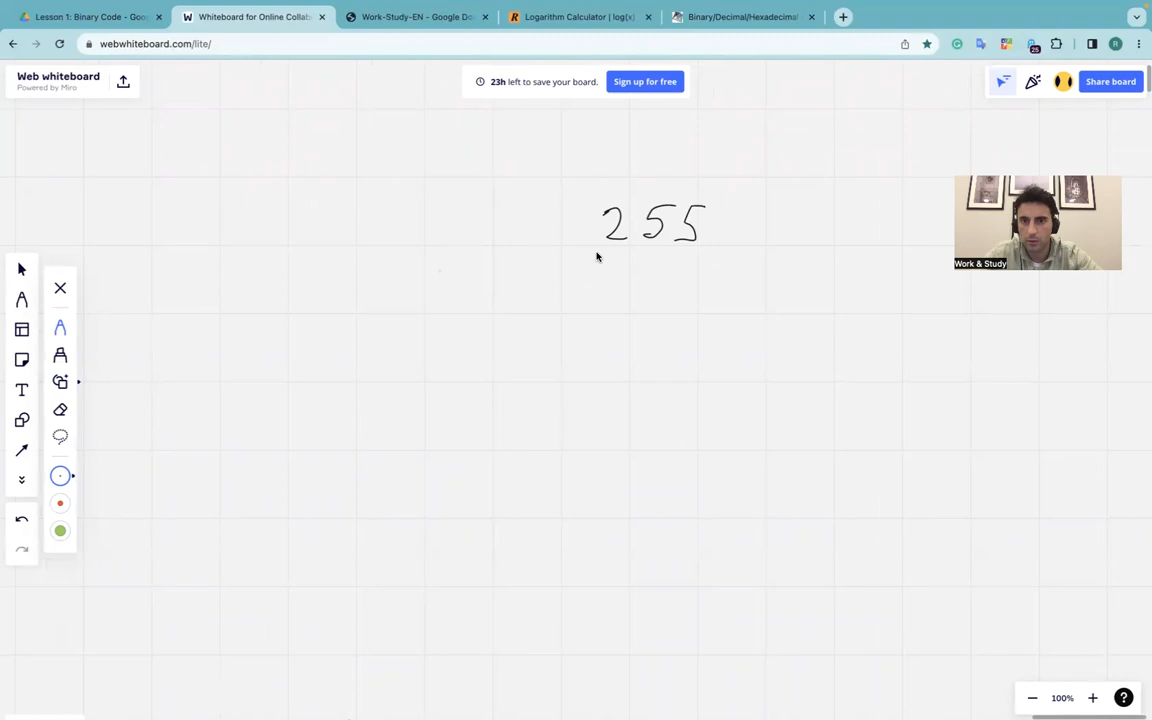 Lesson 1: Binary Code - Goo
Whiteboard for Online Collab
Work-Study-EN - Google Do
Logarithm Calculator | log(x)
Binary/Decimal/Hexadecimal
webwhiteboard.com/lite/
25
R
Web whiteboard
Powered by Miro
23h left to save your board.
Sign up for free
Share board
255
Work & Study
T
100%
?